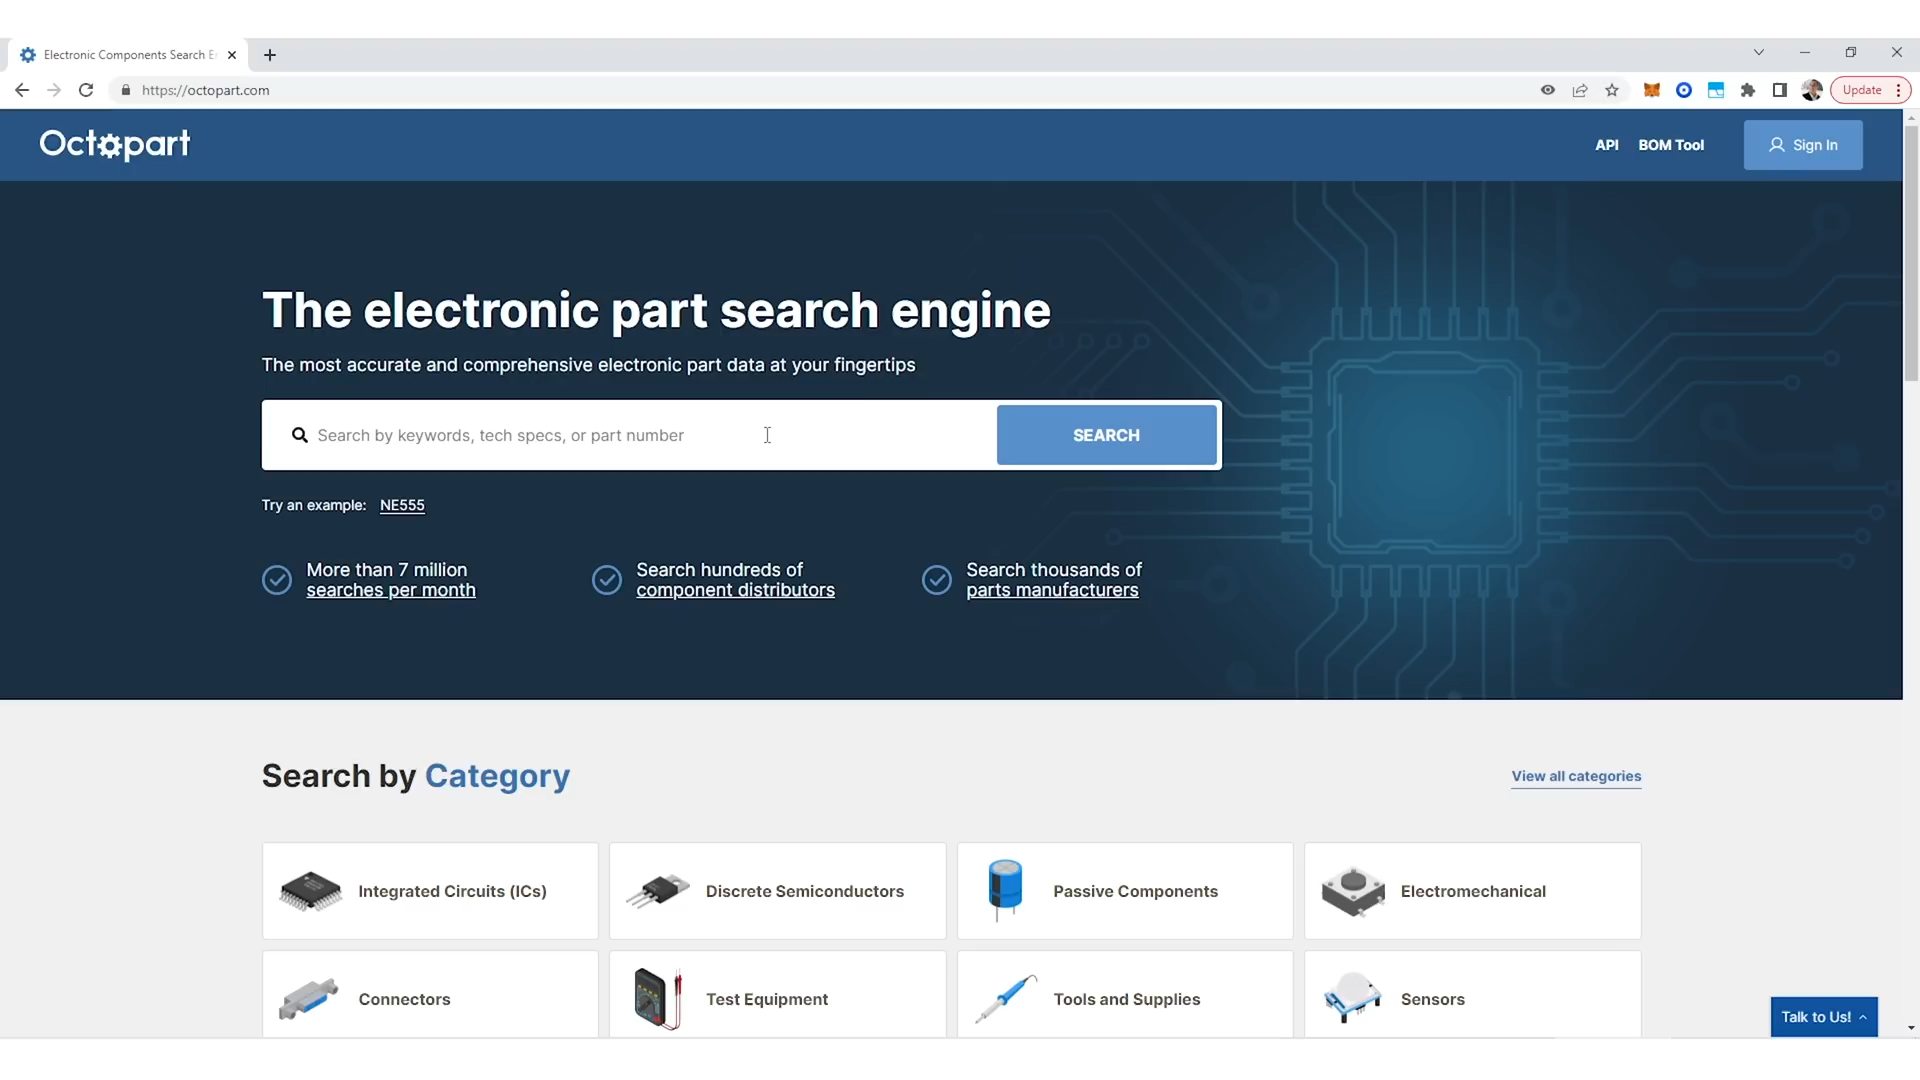 Electronic Components Search E
https://octopart.com
Update
Octopart
API
BOM Tool
Sign In
The electronic part search engine
The most accurate and comprehensive electronic part data at your fingertips
Search by keywords, tech specs, or part number
SEARCH
Try an example: NE555
More than 7 million
searches per month
Search hundreds of
component distributors
Search thousands of
parts manufacturers
Search by Category
View all categories
Integrated Circuits (ICs)
Discrete Semiconductors
Passive Components
Electromechanical
Connectors
Test Equipment
Tools and Supplies
Sensors
Talk to Us!